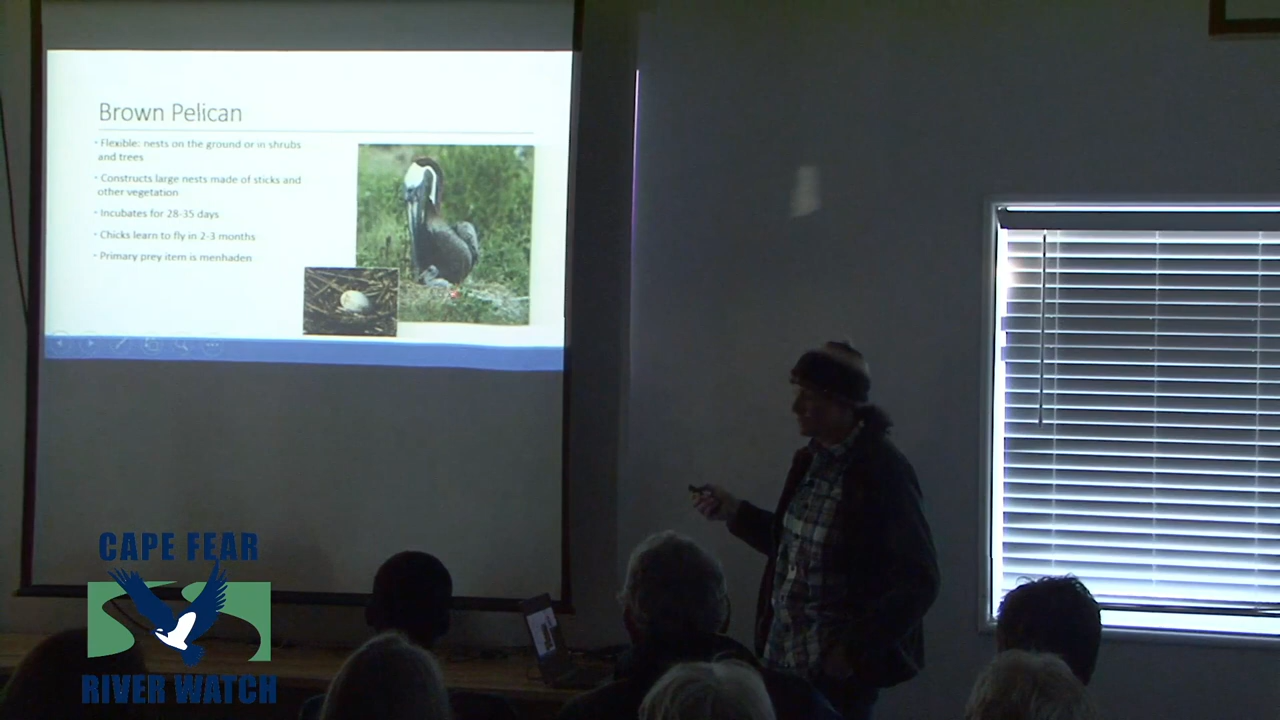 Brown Pelican
· Flexible: nests on the ground or in shrubs
and trees
· Constructs large nests made of sticks and
other vegetation
· Incubates for 28-35 days
· Chicks learn to fly in 2-3 months
· Primary prey item is menhaden
CAPE FEAR
RIVER WATCH